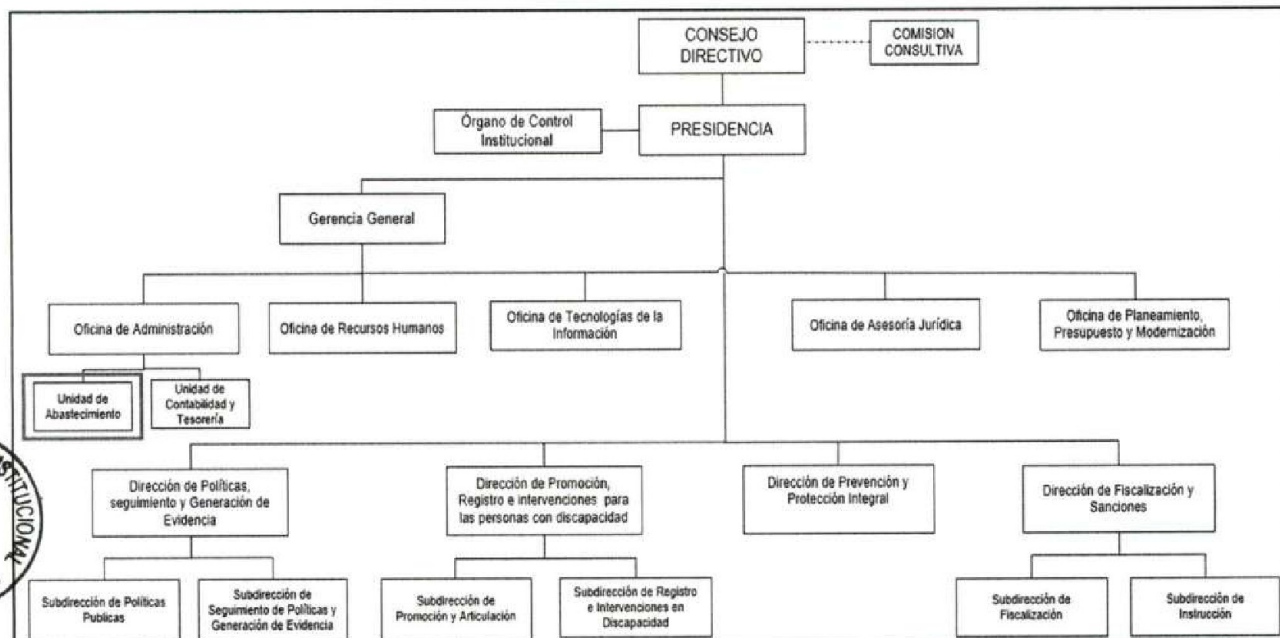 CONSEJO
DIRECTIVO
COMISION
CONSULTIVA
Órgano de Control
Institucional
PRESIDENCIA
Gerencia General
Oficina de Administración
Oficina de Recursos Humanos
Oficina de Tecnologías de la
Información
Oficina de Asesoría Jurídica
Oficina de Planeamiento,
Presupuesto y Modernización
Unidad de
Abastecimiento
Unidad de
Contabilidad y
Tesorería
Dirección de Políticas,
seguimiento y Generación de
Evidencia
Dirección de Promoción,
Registro e intervenciones para
las personas con discapacidad
Dirección de Prevención y
Protección Integral
Dirección de Fiscalización y
Sanciones
Subdirección de Políticas
Publicas
Subdirección de
Seguimiento de Políticas y
Generación de Evidencia
Subdirección de
Promoción y Articulación
Subdirección de Registro
e Intervenciones en
Discapacidad
Subdirección de
Fiscalización
Subdirección de
Instrucción